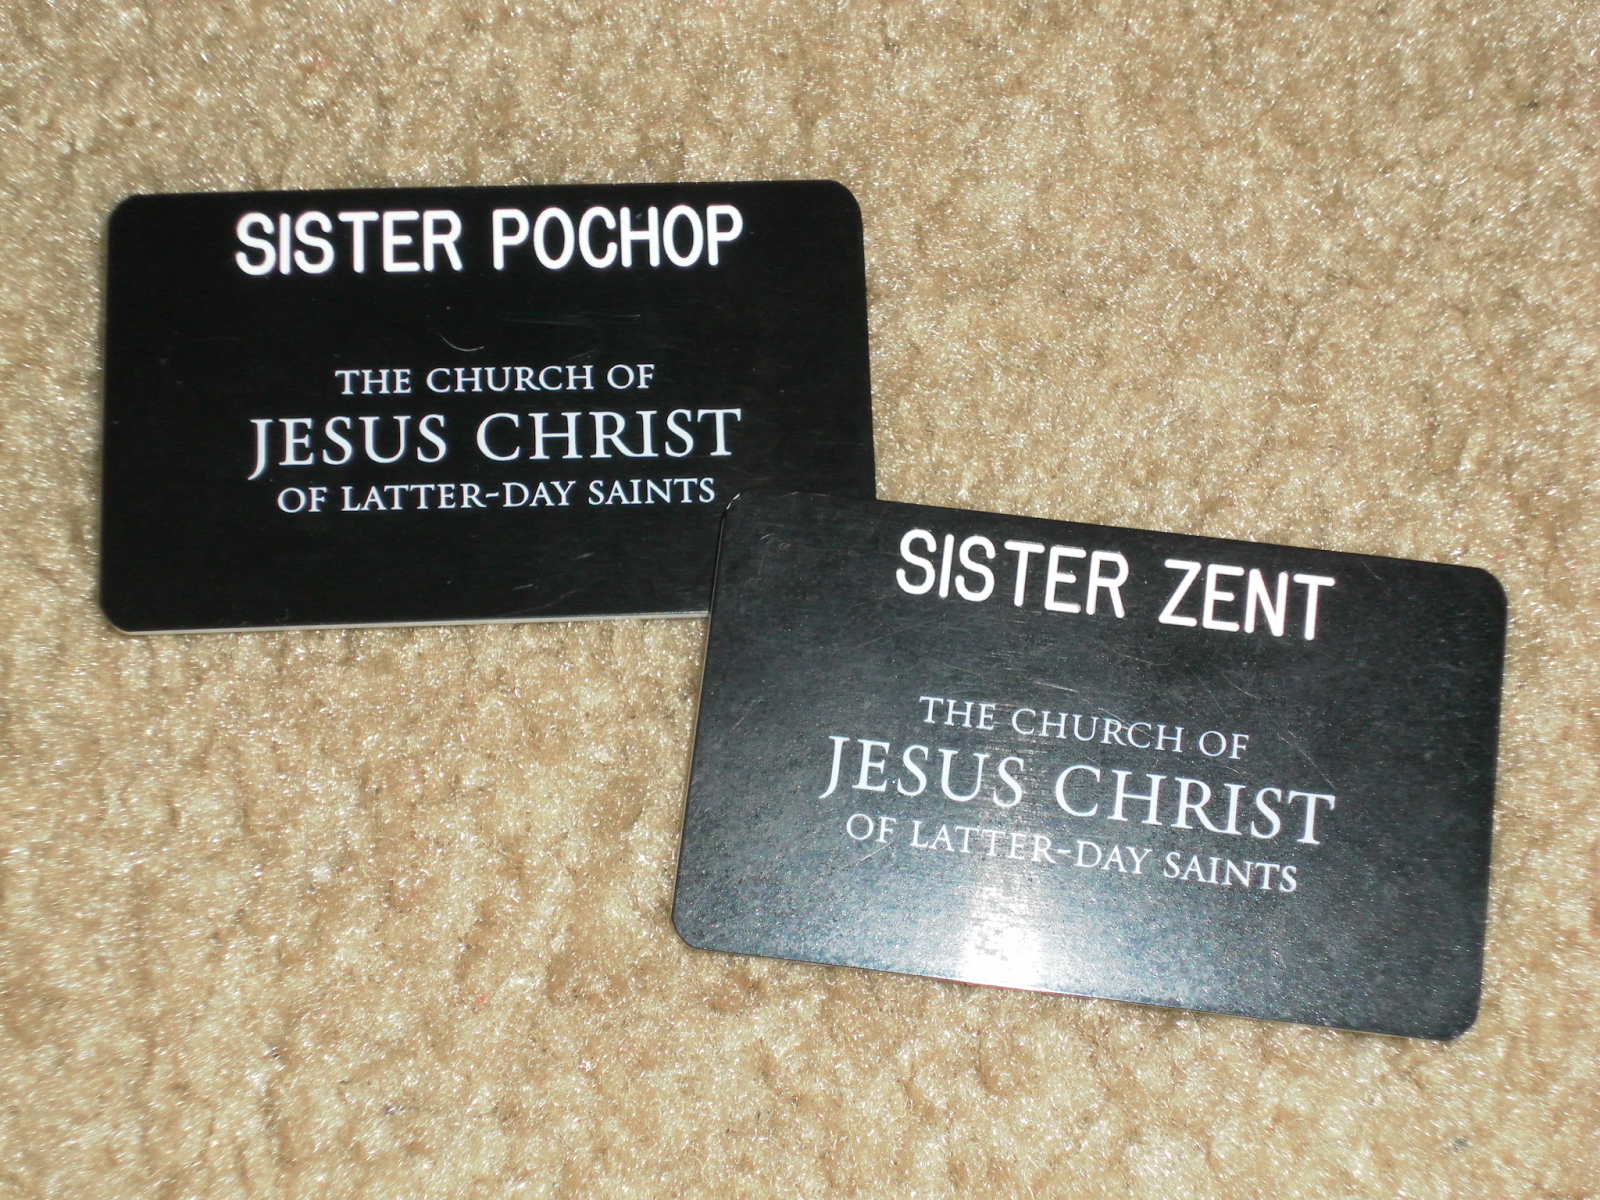 SISTER POCHOP
THE CHURCH OF
JESUS CHRIST
OF LATTER-DAY SAINTS
SISTER ZENT
THE CHURCH OF
JESUS CHRIST
OF LATTER-DAY SAINTS